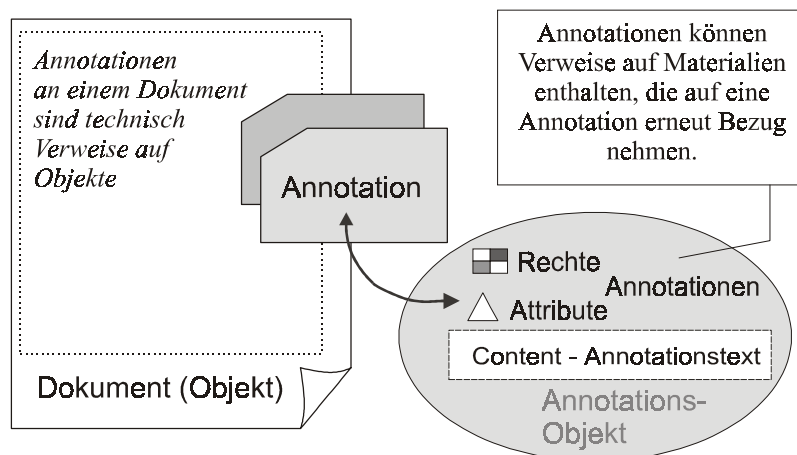 Annotationen
an einem Dokument
sind technisch
Verweise auf
Objekte
Annotation
Dokument (Objekt)
Annotationen können
Verweise auf Materialien
enthalten, die auf eine
Annotation erneut Bezug
nehmen.
Rechte
Annotationen
Attribute
Content - Annotationstext
Annotations-
Objekt